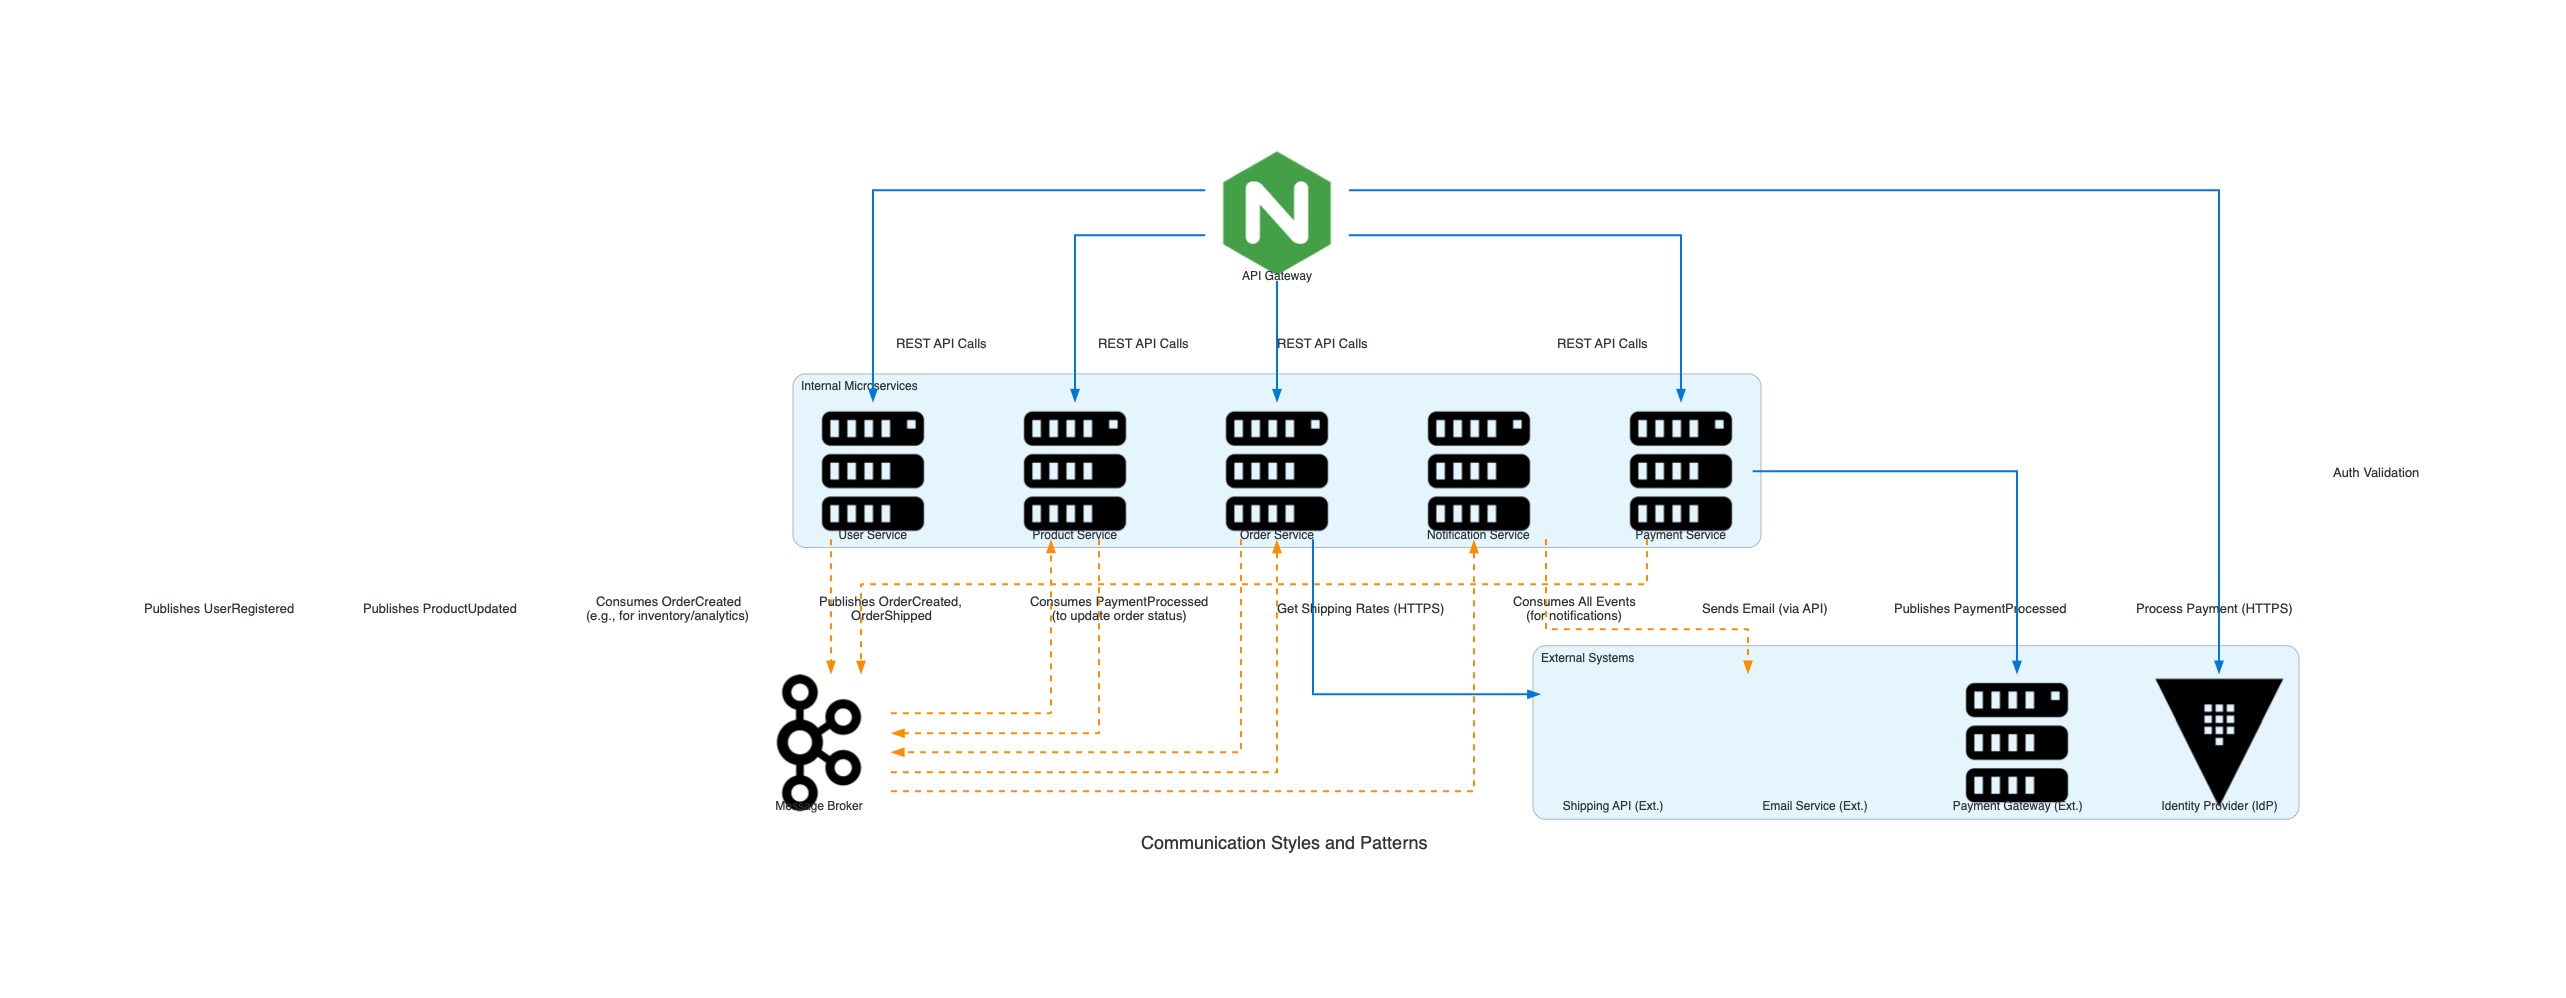 API Gateway
REST API Calls
REST API Calls
REST API Calls
REST API Calls
Internal Microservices
Auth Validation
User Service
Product Service
Order Service
Notification Service
Payment Service
Publishes UserRegistered
Publishes ProductUpdated
Consumes OrderCreated
(e.g., for inventory/analytics)
Publishes OrderCreated,
OrderShipped
Consumes PaymentProcessed
(to update order status)
Get Shipping Rates (HTTPS)
Consumes All Events
(for notifications)
Sends Email (via API)
Publishes PaymentProcessed
Process Payment (HTTPS)
External Systems
Message Broker
Shipping API (Ext.)
Email Service (Ext.)
Payment Gateway (Ext.)
Identity Provider (IdP)
Communication Styles and Patterns